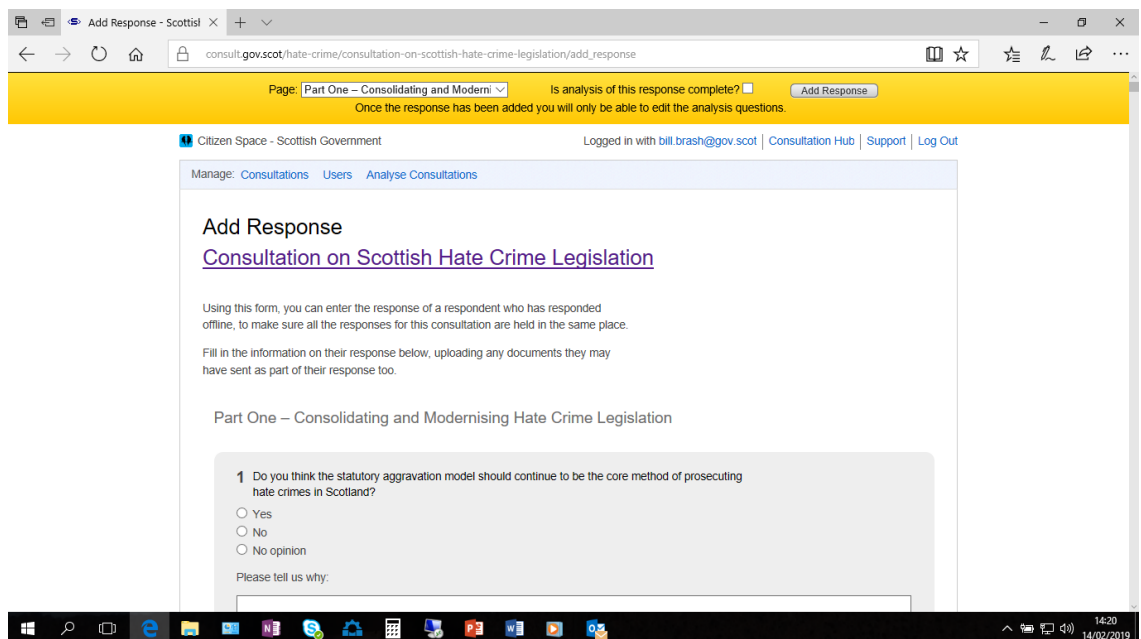 Add Response - Scottisl
consult.gov.scot/hate-crime/consultation-on-scottish-hate-crime-legislation/add_response
Page: Part One – Consolidating and Moderni Is analysis of this response complete? Add Response
Once the response has been added you will only be able to edit the analysis questions.
Citizen Space - Scottish Government Logged in with bill.brash@gov.scot | Consultation Hub | Support | Log Out
Manage: Consultations Users Analyse Consultations
Add Response
Consultation on Scottish Hate Crime Legislation
Using this form, you can enter the response of a respondent who has responded
offline, to make sure all the responses for this consultation are held in the same place.
Fill in the information on their response below, uploading any documents they may
have sent as part of their response too.
Part One – Consolidating and Modernising Hate Crime Legislation
1 Do you think the statutory aggravation model should continue to be the core method of prosecuting
hate crimes in Scotland?
Yes
No
No opinion
Please tell us why:
14:20
14/02/2019